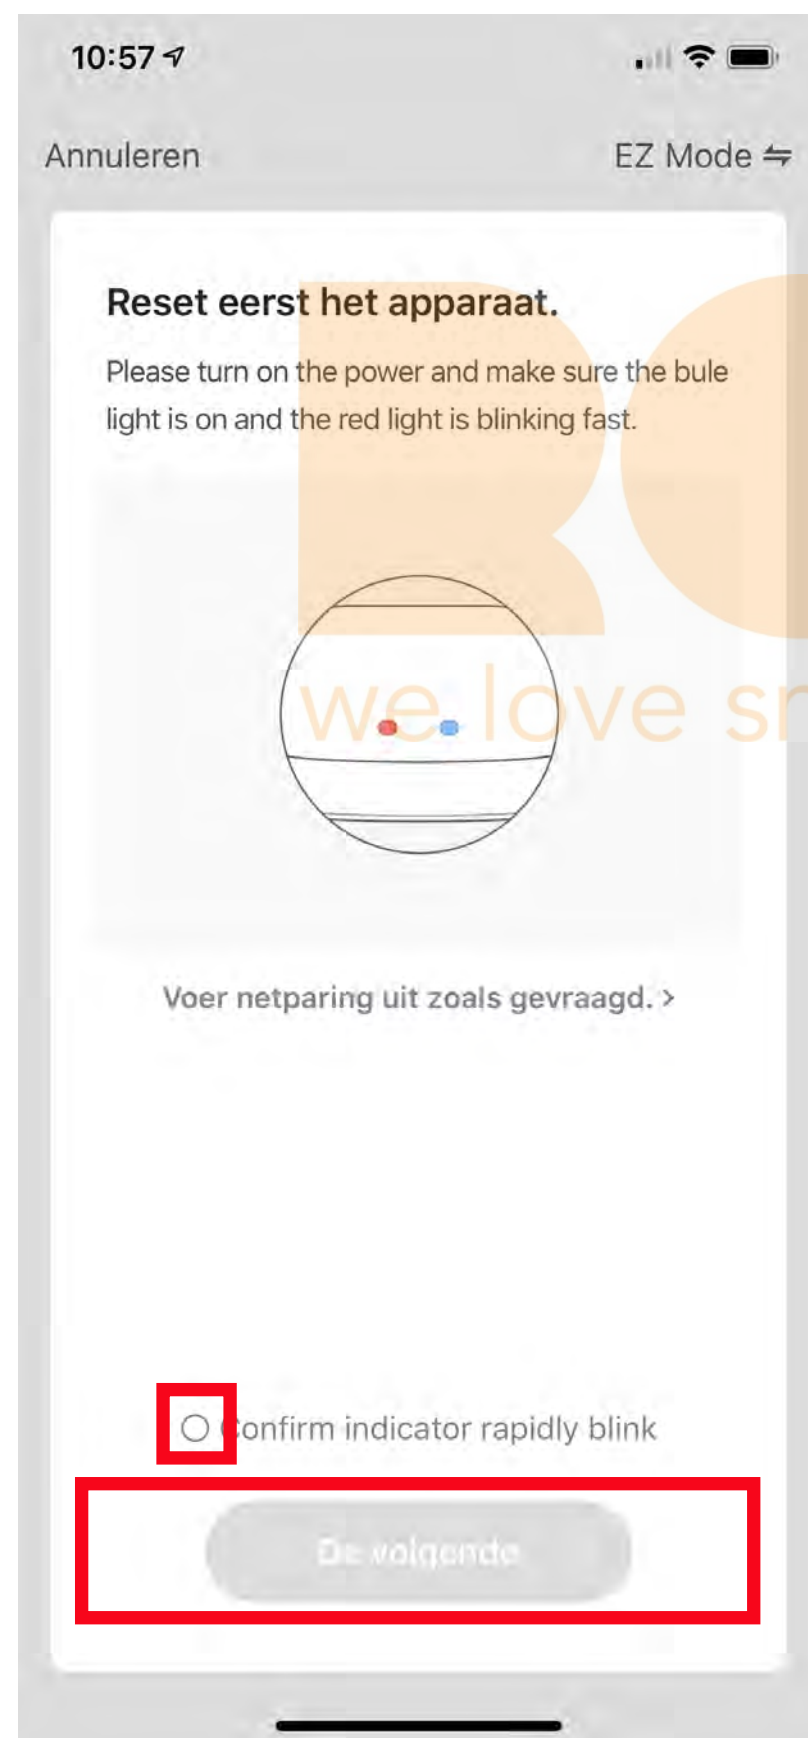 10:57
Annuleren
EZ Mode ⇋
Reset eerst het apparaat.
Please turn on the power and make sure the bule
light is on and the red light is blinking fast.
we love
Voer netparing uit zoals gevraagd. >
Confirm indicator rapidly blink
De volgende